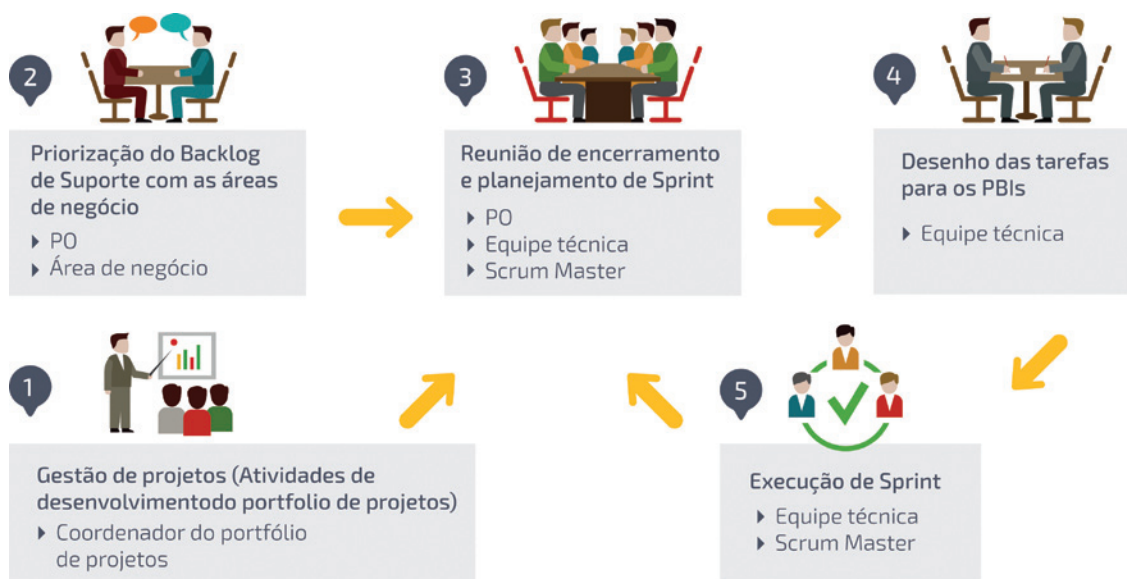 2
Priorização do Backlog
de Suporte com as áreas
de negócio
PO
Área de negócio
3
Reunião de encerramento
e planejamento de Sprint
PO
Equipe técnica
Scrum Master
4
Desenho das tarefas
para os PBIs
Equipe técnica
1
Gestão de projetos (Atividades de
desenvolvimentodo portfolio de projetos)
Coordenador do portfólio
de projetos
5
Execução de Sprint
Equipe técnica
Scrum Master